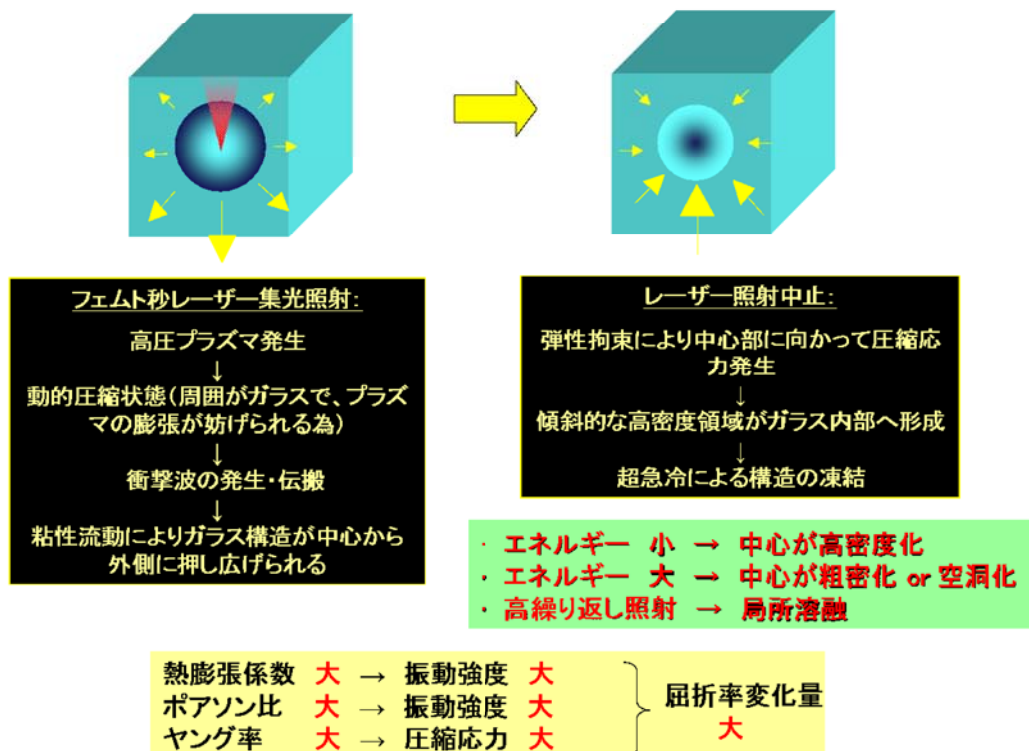 フェムト秒レーザー集光照射:
高圧プラズマ発生
↓
動的圧縮状態(周囲がガラスで、プラズ
マの膨張が妨げられる為)
↓
衝撃波の発生・伝搬
↓
粘性流動によりガラス構造が中心から
外側に押し広げられる
レーザー照射中止:
弾性拘束により中心部に向かって圧縮応
力発生
↓
傾斜的な高密度領域がガラス内部へ形成
↓
超急冷による構造の凍結
・ エネルギー 小 → 中心が高密度化
・ エネルギー 大 → 中心が粗密化 or 空洞化
・ 高繰り返し照射 → 局所溶融
熱膨張係数 大 → 振動強度 大
ポアソン比 大 → 振動強度 大
ヤング率 大 → 圧縮応力 大
屈折率変化量
大